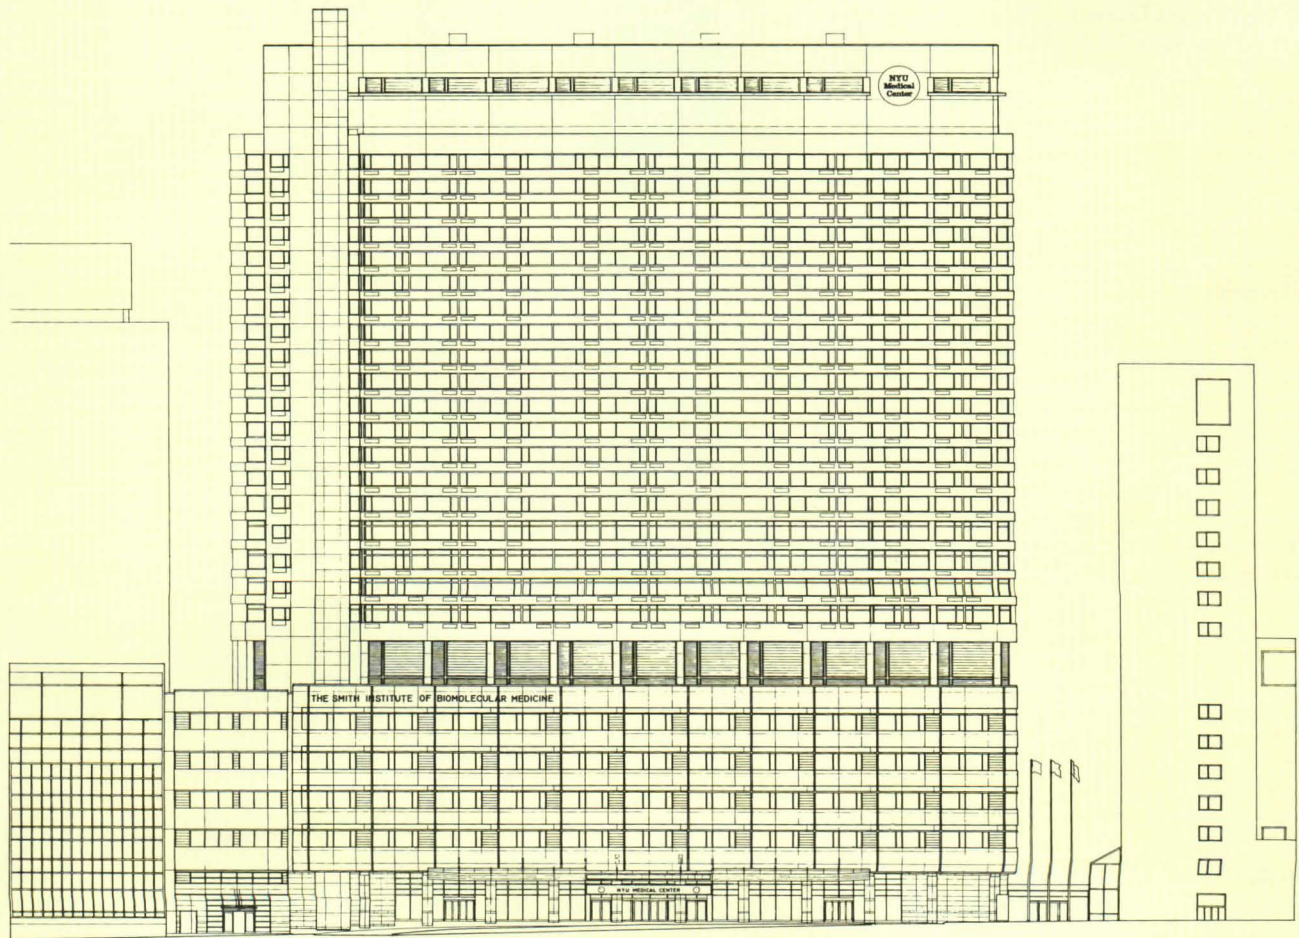 NYU
Medical
Center
THE SMITH INSTITUTE OF BIOMOLECULAR MEDICINE
NYU MEDICAL CENTER